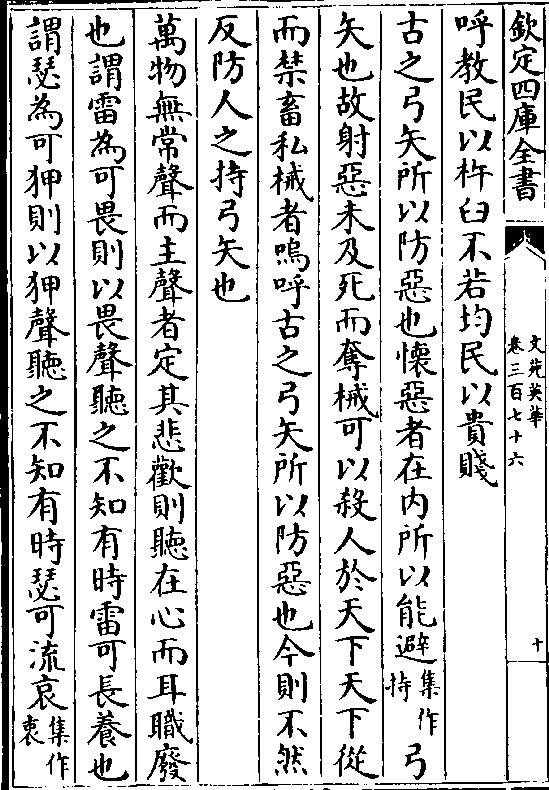 欽定四庫全書
文苑英華
卷三百七十六
十
呼教民以杵臼不若均民以貴賤
古之弓矢所以防惡也懷惡者在内所以能避集作持弓
矢也故射惡未及死而奪械可以殺人於天下天下從
而禁畜私械者嗚呼古之弓矢所以防惡也今則不然
反防人之持弓矢也
萬物無常聲而主聲者定其悲歡則聽在心而耳職廢
也謂雷為可畏則以畏聲聽之不知有時雷可長養也
謂瑟為可狎則以狎聲聽之不知有時瑟可流哀集作衷